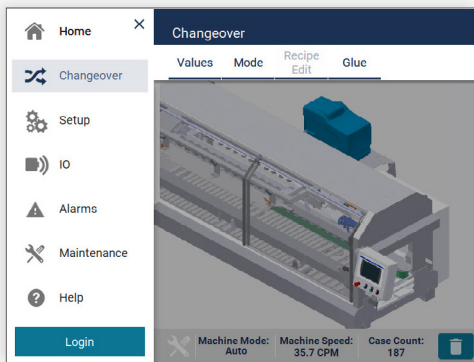 Home
Changeover
Setup
IO
Alarms
Maintenance
Help
Login
Changeover
Values
Mode
Recipe
Edit
Glue
Machine Mode:
Auto
Machine Speed:
35.7 CPM
Case Count:
187